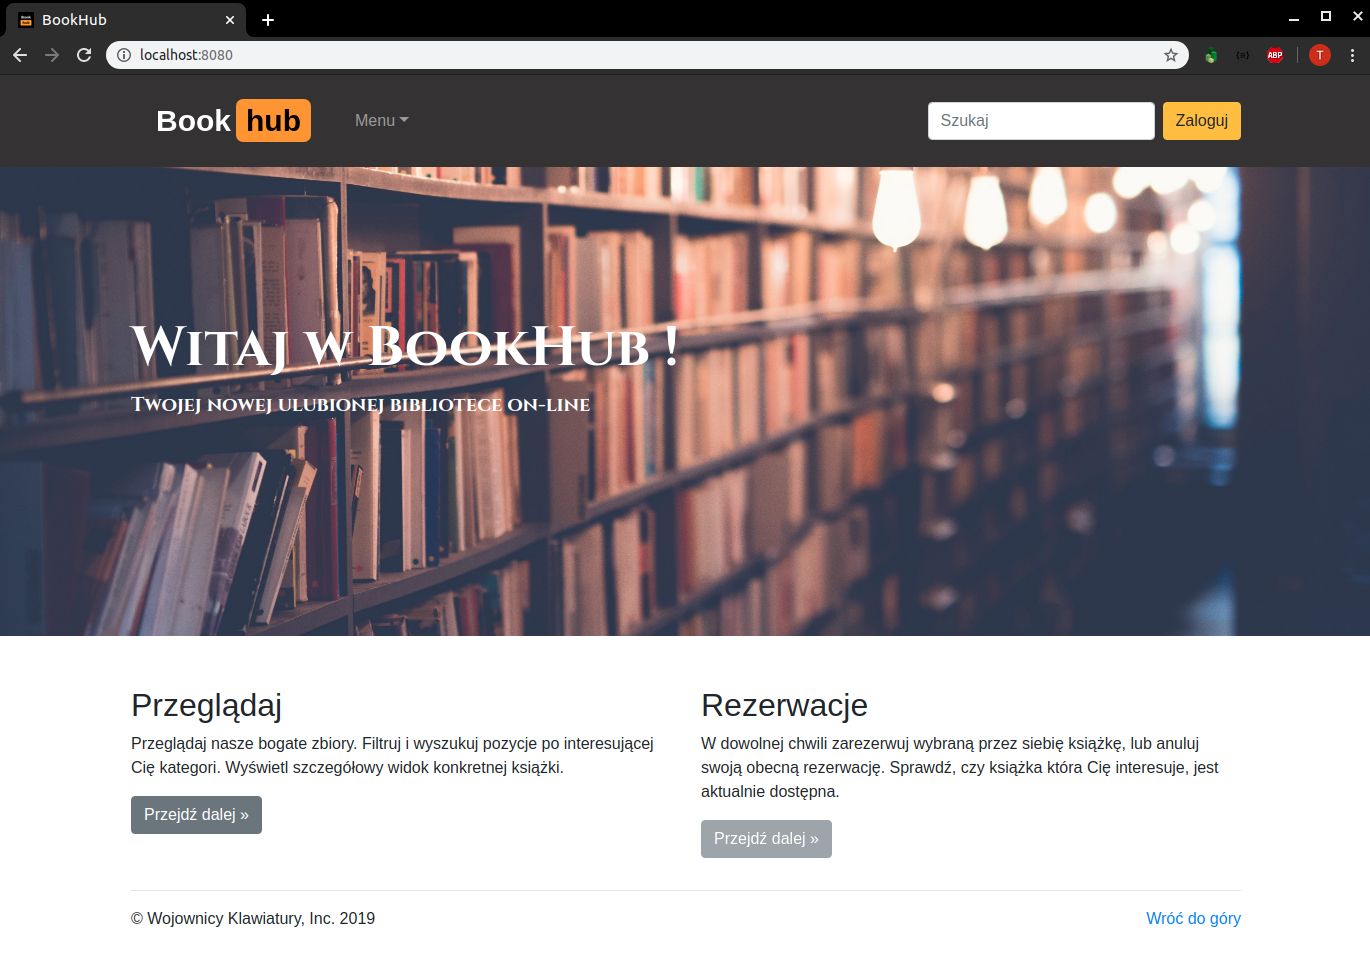 BookHub
localhost:8080
ABP
T
Book hub
Menu
Szukaj
Zaloguj
Witaj w BookHub !
Twojej nowej ulubionej bibliotece on-line
Przeglądaj
Przeglądaj nasze bogate zbiory. Filtruj i wyszukuj pozycje po interesującej
Cię kategori. Wyświetl szczegółowy widok konkretnej książki.
Przejdź dalej »
Rezerwacje
W dowolnej chwili zarezerwuj wybraną przez siebię książkę, lub anuluj
swoją obecną rezerwację. Sprawdź, czy książka która Cię interesuje, jest
aktualnie dostępna.
Przejdź dalej »
© Wojownicy Klawiatury, Inc. 2019
Wróć do góry